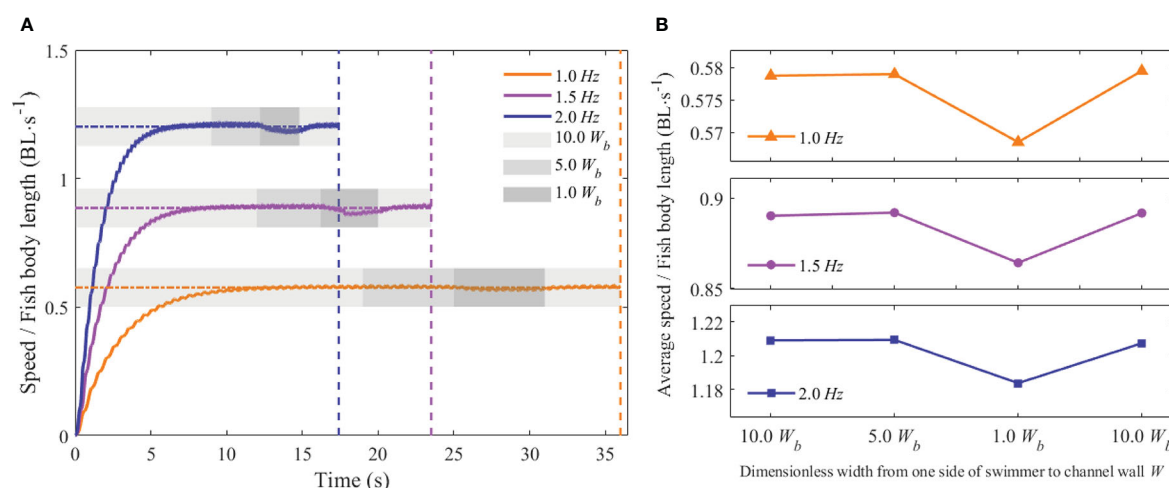 A
Speed / Fish body length (BL·s⁻¹)
1.5
1
0.5
0
0
5
10
15
20
25
30
35
Time (s)
1.0 Hz
1.5 Hz
2.0 Hz
10.0 W_b
5.0 W_b
1.0 W_b
B
Average speed / Fish body length (BL·s⁻¹)
0.58
0.575
0.57
1.0 Hz
0.9
0.85
1.5 Hz
1.22
1.2
1.18
2.0 Hz
10.0 W_b
5.0 W_b
1.0 W_b
10.0 W_b
Dimensionless width from one side of swimmer to channel wall W